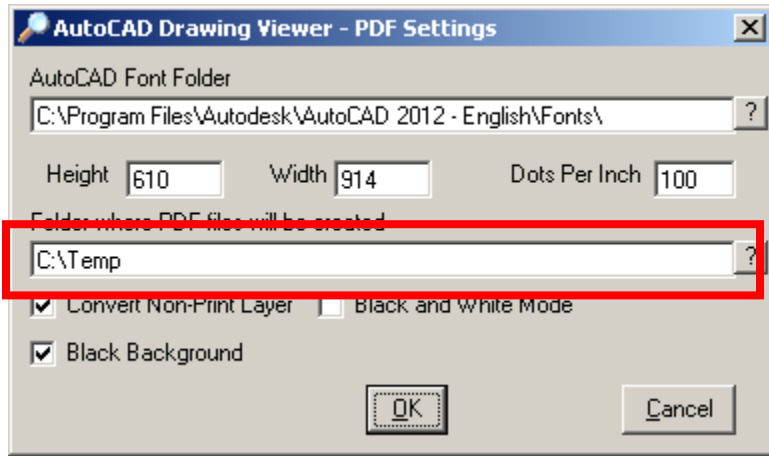 AutoCAD Drawing Viewer - PDF Settings
AutoCAD Font Folder
C:\Program Files\Autodesk\AutoCAD 2012 - English\Fonts\ ?
Height 610 Width 914 Dots Per Inch 100
Folder where PDF files will be created
C:\Temp ?
Convert Non-Print Layer Black and White Mode
Black Background
OK Cancel